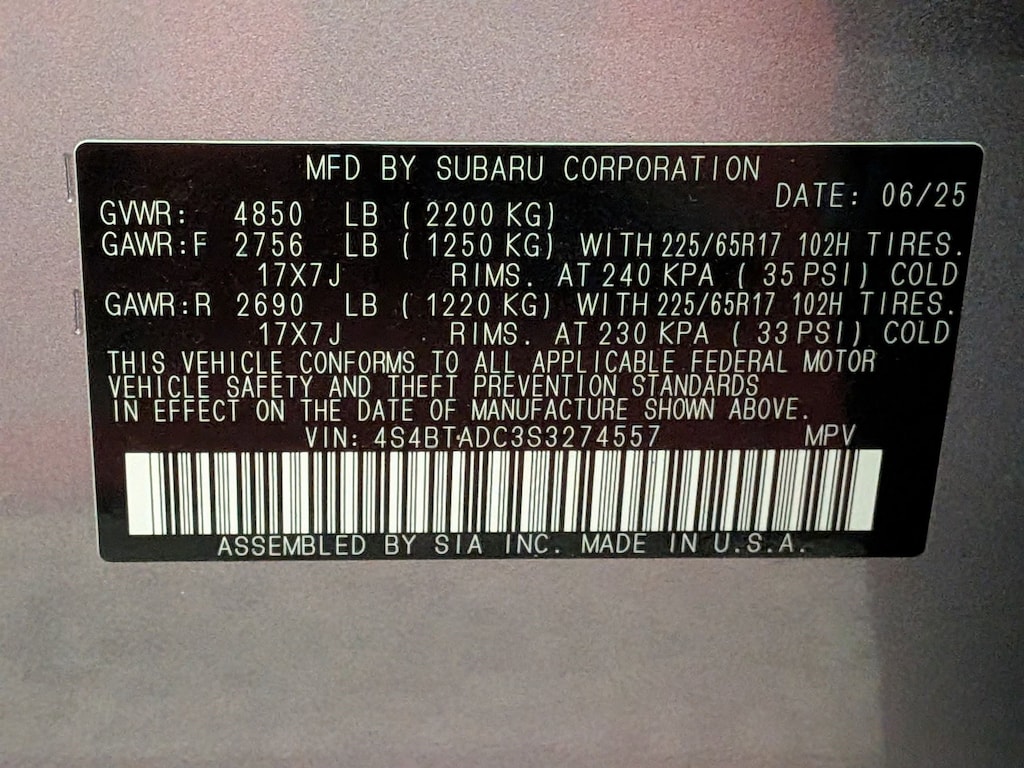 MFD BY SUBARU CORPORATION
DATE: 06/25
GVWR: 4850 LB (2200 KG)
GAWR:F 2756 LB (1250 KG) WITH 225/65R17 102H TIRES.
17X7J RIMS. AT 240 KPA (35 PSI) COLD
GAWR:R 2690 LB (1220 KG) WITH 225/65R17 102H TIRES.
17X7J RIMS. AT 230 KPA (33 PSI) COLD
THIS VEHICLE CONFORMS TO ALL APPLICABLE FEDERAL MOTOR
VEHICLE SAFETY AND THEFT PREVENTION STANDARDS
IN EFFECT ON THE DATE OF MANUFACTURE SHOWN ABOVE.
VIN: 4S4BTADC3S3274557 MPV
ASSEMBLED BY SIA INC. MADE IN U.S.A.